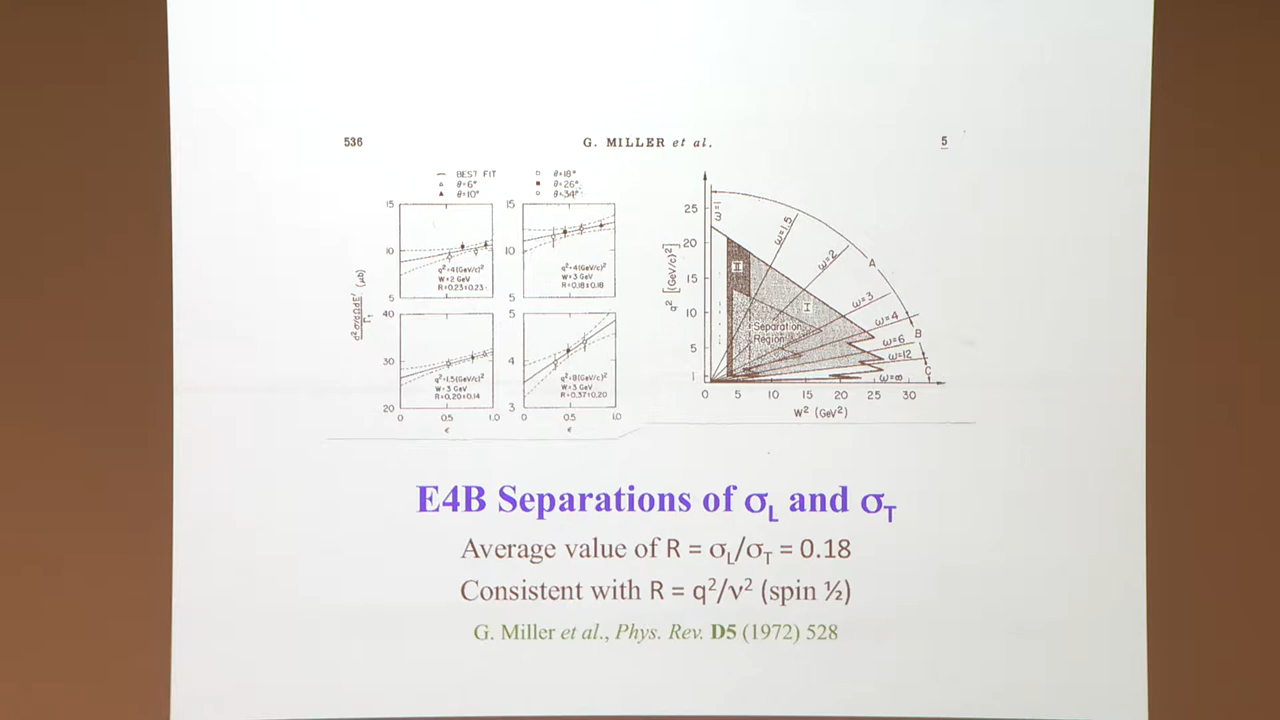 536 G. MILLER et al. 5
— BEST FIT
θ=6°
θ=10°
θ=18°
θ=26°
θ=34°
15
10
5
q²=4(GeV/c)²
W=2 GeV
R=0.23±0.23
15
10
5
q²=4(GeV/c)²
W=3 GeV
R=0.18±0.18
40
30
20
q²=1.5(GeV/c)²
W=3 GeV
R=0.20±0.14
0 0.5 1.0
ε
5
4
3
q²=8(GeV/c)²
W=3 GeV
R=0.37±0.20
0 0.5 1.0
ε
q² [(GeV/c)²]
25
20
15
10
5
1
ω=1.5
ω=2
ω=3
ω=4
ω=6
ω=12
ω=∞
A
B
C
II
I
Separation
Region
0 5 10 15 20 25 30
W² (GeV²)
E4B Separations of σL and σT
Average value of R = σL/σT = 0.18
Consistent with R = q²/ν² (spin ½)
G. Miller et al., Phys. Rev. D5 (1972) 528